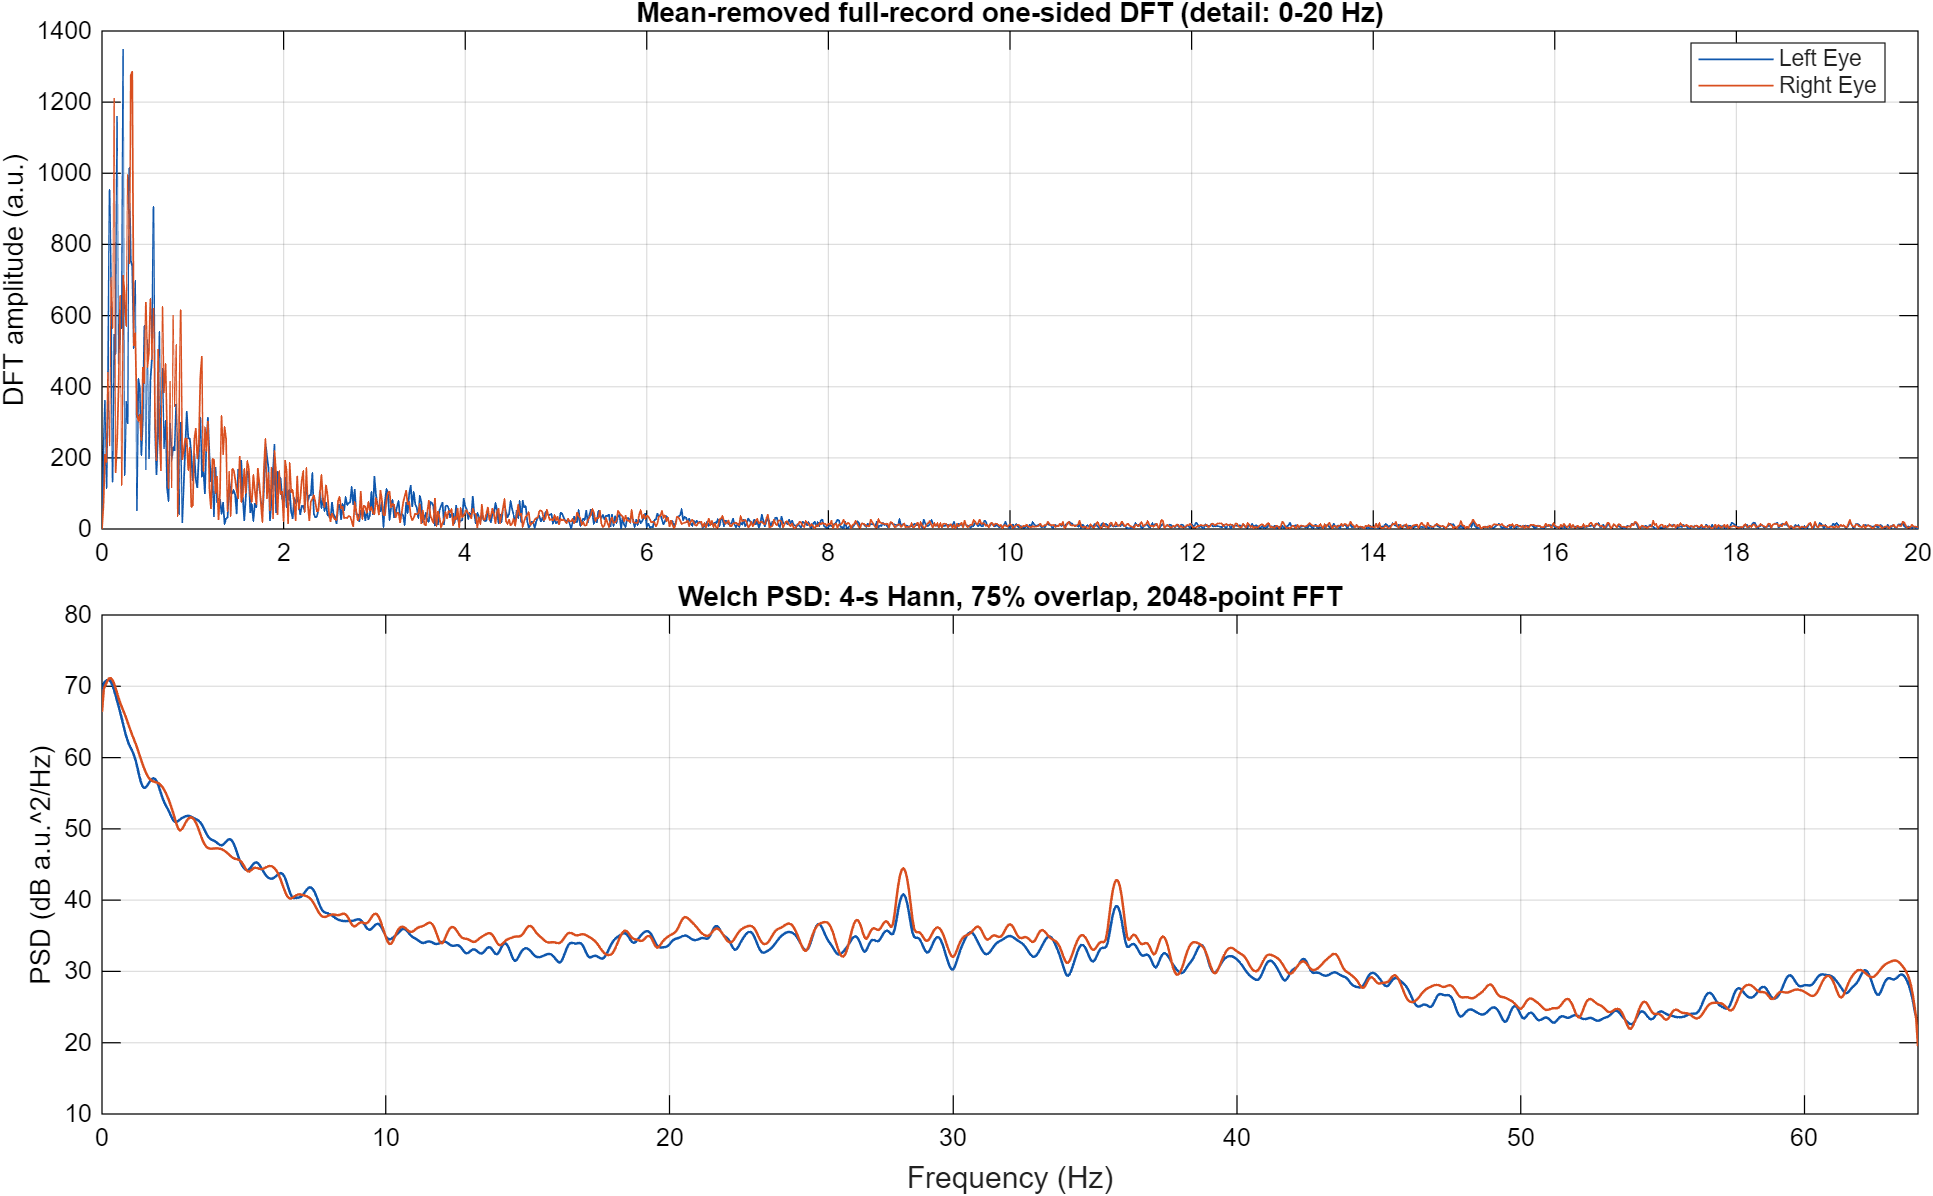 Mean-removed full-record one-sided DFT (detail: 0-20 Hz)
1400
1200
1000
800
600
400
200
0
DFT amplitude (a.u.)
Left Eye
Right Eye
0 2 4 6 8 10 12 14 16 18 20
Welch PSD: 4-s Hann, 75% overlap, 2048-point FFT
80
70
60
50
40
30
20
10
PSD (dB a.u.^2/Hz)
0 10 20 30 40 50 60
Frequency (Hz)